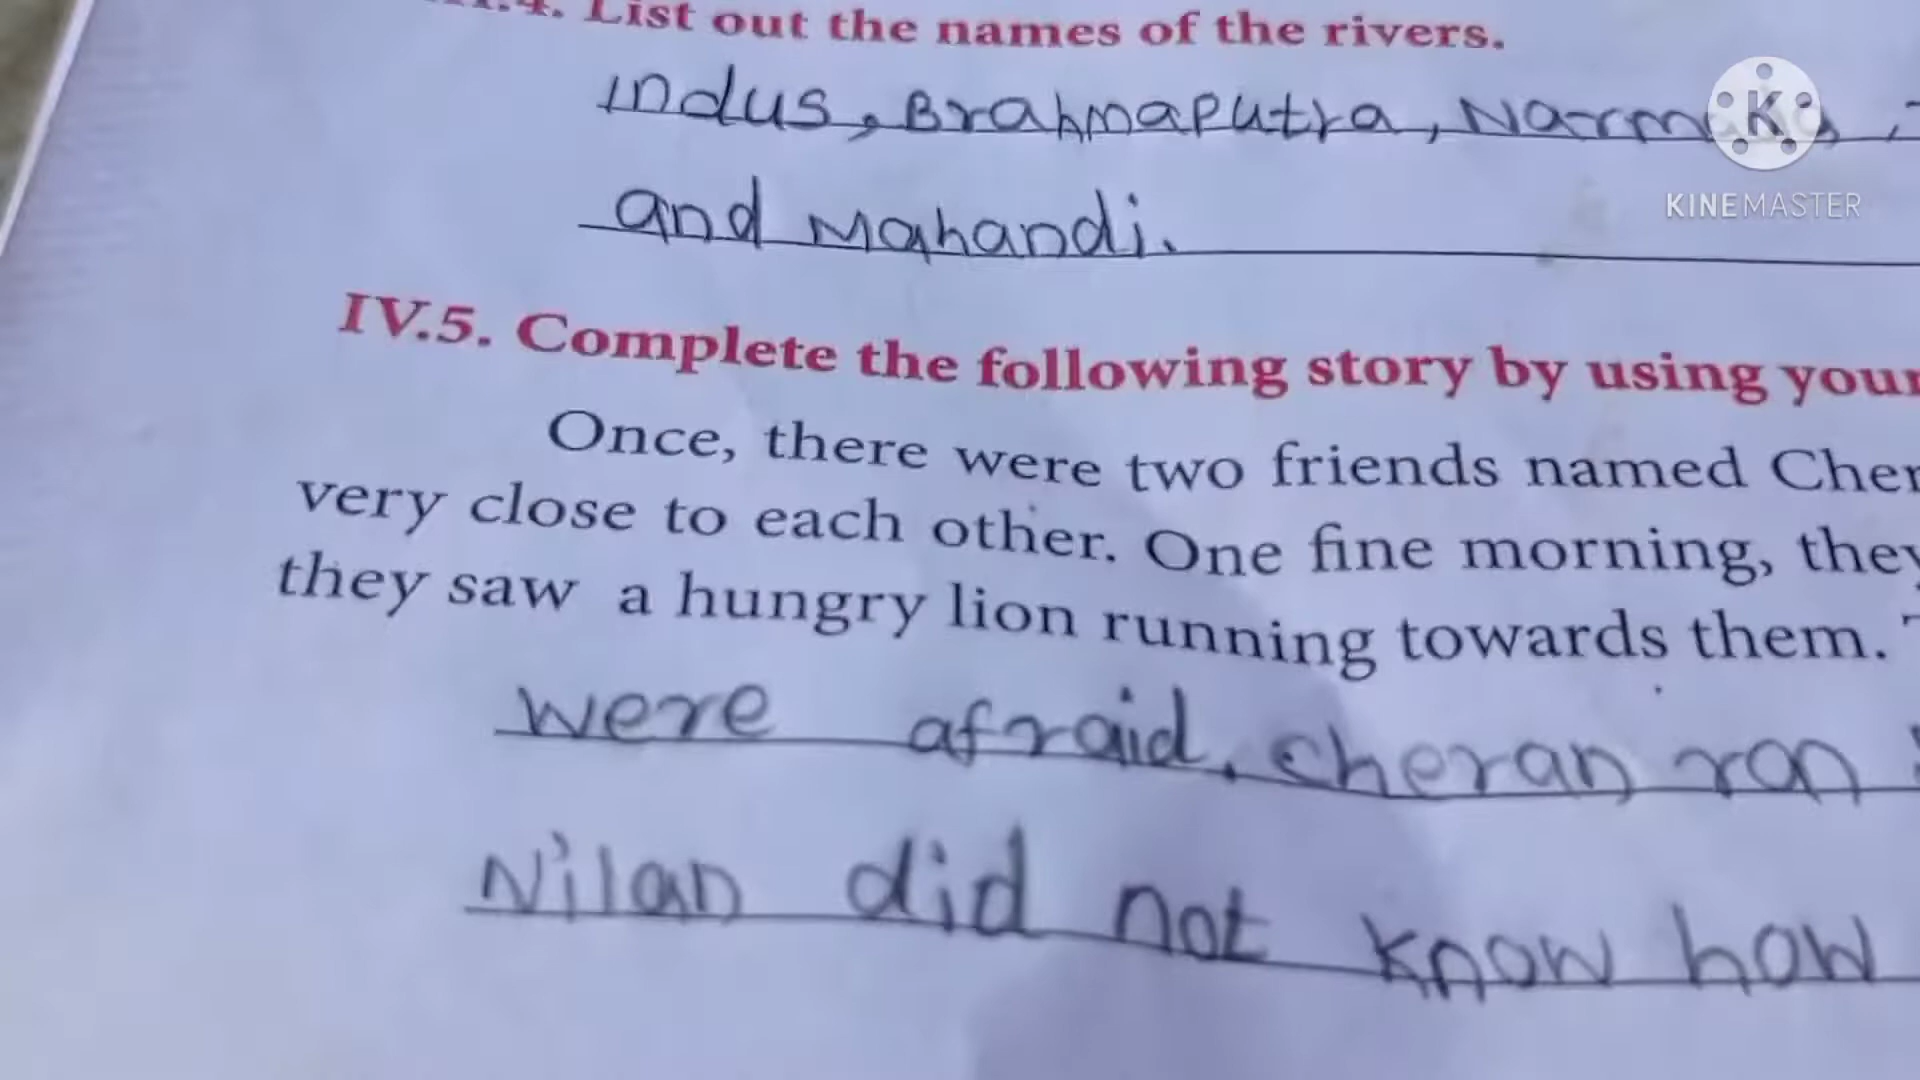 List out the names of the rivers.
Indus, Brahmaputra,
and Mahandi.
IV.5. Complete the following story by using your
Once, there were two friends named Cher
very close to each other. One fine morning, they
they saw a hungry lion running towards them.
were afraid, cheran ran
Nilan did not know how
K
KINEMASTER